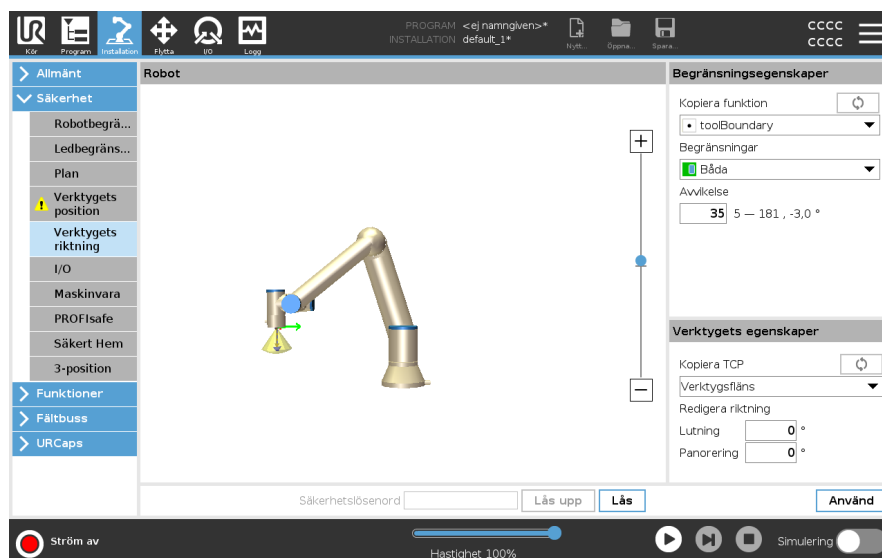 PROGRAM <ej namngiven>*
INSTALLATION default_1*
Kör Program Installation Flytta I/O Logg
Nytt... Öppna... Spara...
CCCC
CCCC
Allmänt
Säkerhet
Robotbegrä...
Ledbegräns...
Plan
Verktygets
position
Verktygets
riktning
I/O
Maskinvara
PROFIsafe
Säkert Hem
3-position
Funktioner
Fältbuss
URCaps
Robot
Begränsningsegenskaper
Kopiera funktion
toolBoundary
Begränsningar
Båda
Avvikelse
35 5 — 181 , -3,0 °
Verktygets egenskaper
Kopiera TCP
Verktygsfläns
Redigera riktning
Lutning 0 °
Panorering 0 °
Säkerhetslösenord Lås upp Lås
Använd
Ström av
Hastighet 100%
Simulering